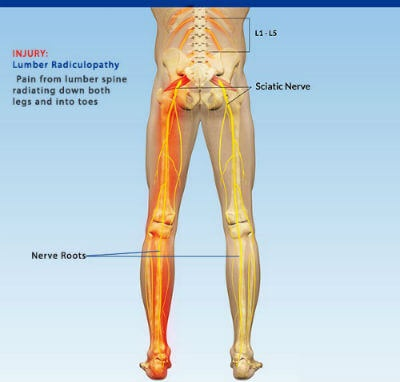 L1 - L5
INJURY:
Lumber Radiculopathy
Pain from lumber spine
radiating down both
legs and into toes
Sciatic Nerve
Nerve Roots